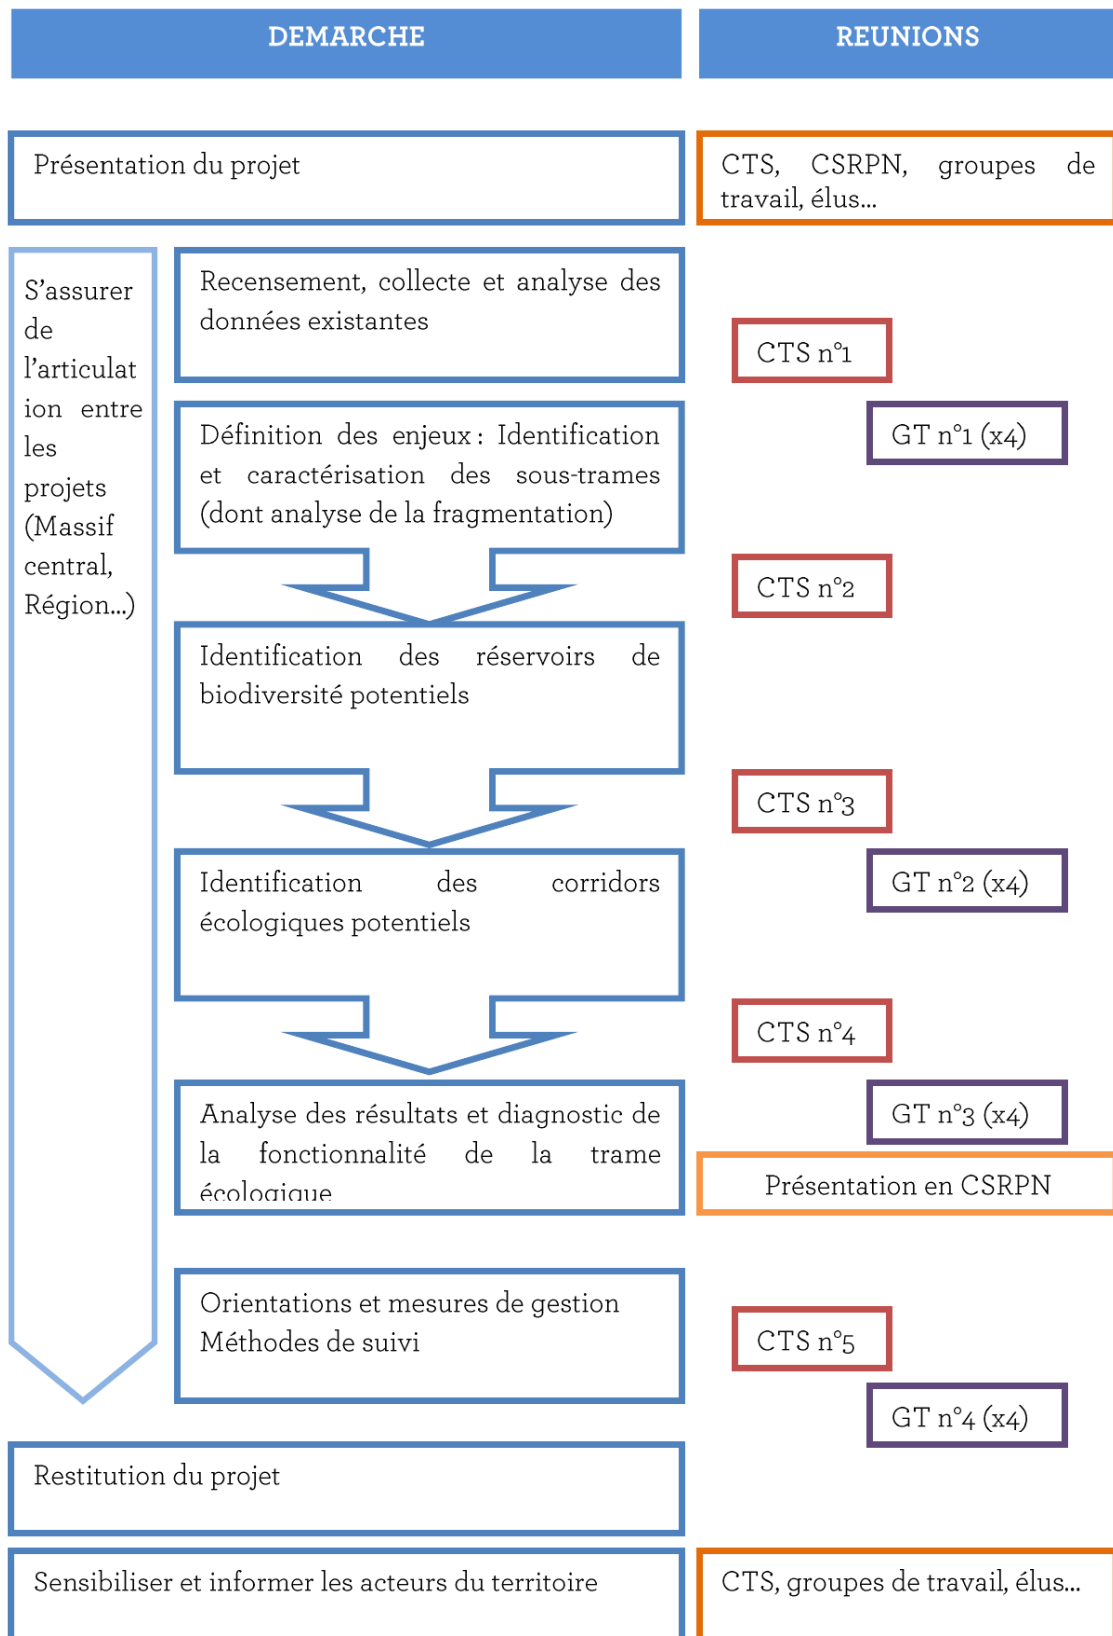 DEMARCHE
REUNIONS
Présentation du projet
CTS, CSRPN, groupes de
travail, élus...
S'assurer
de
l'articulat
ion entre
les
projets
(Massif
central,
Région...)
Recensement, collecte et analyse des
données existantes
CTS n°1
Définition des enjeux : Identification
et caractérisation des sous-trames
(dont analyse de la fragmentation)
GT n°1 (x4)
CTS n°2
Identification des réservoirs de
biodiversité potentiels
CTS n°3
Identification des corridors
écologiques potentiels
GT n°2 (x4)
CTS n°4
Analyse des résultats et diagnostic de
la fonctionnalité de la trame
écologique
GT n°3 (x4)
Présentation en CSRPN
Orientations et mesures de gestion
Méthodes de suivi
CTS n°5
GT n°4 (x4)
Restitution du projet
Sensibiliser et informer les acteurs du territoire
CTS, groupes de travail, élus...